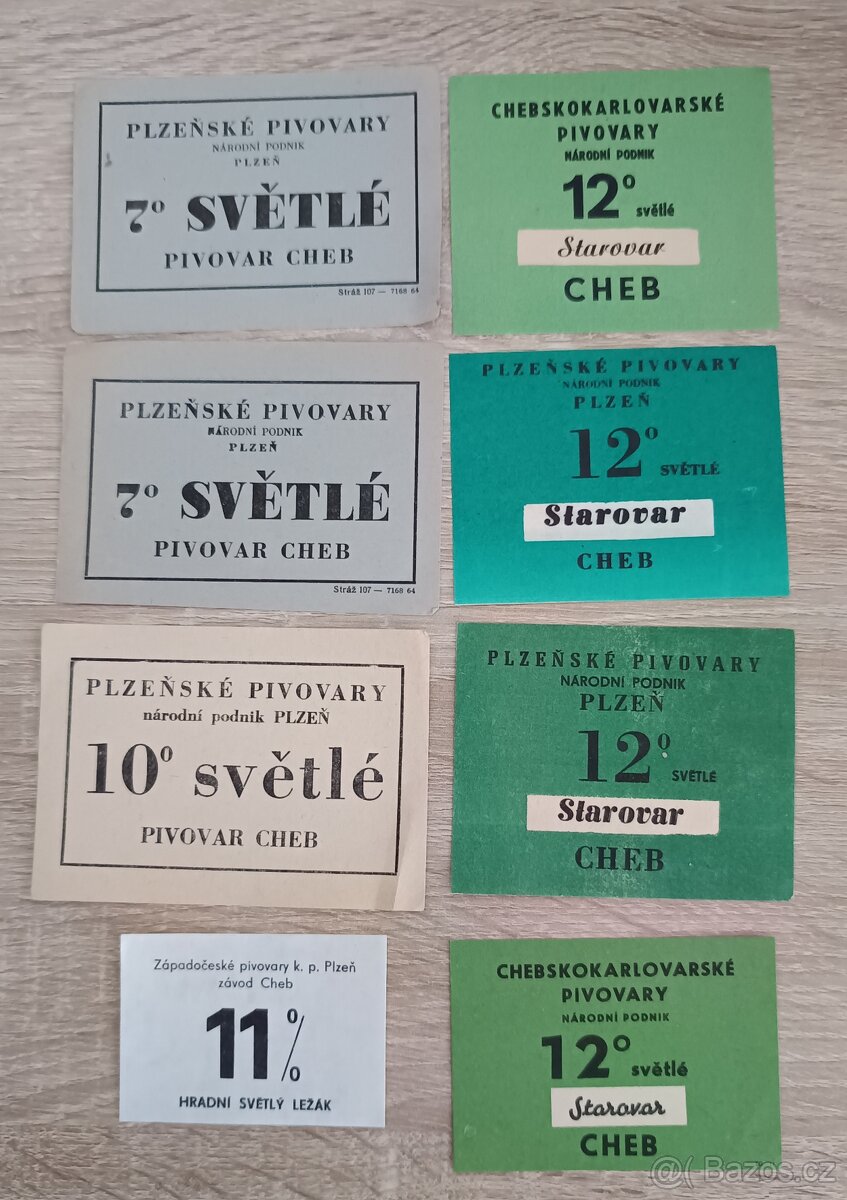 PLZEŇSKÉ PIVOVARY
NÁRODNÍ PODNIK
PLZEŇ
7° SVĚTLÉ
PIVOVAR CHEB
Stráž 107 — 7168 64
CHEBSKOKARLOVARSKÉ
PIVOVARY
NÁRODNÍ PODNIK
12° světlé
Starovar
CHEB
PLZEŇSKÉ PIVOVARY
NÁRODNÍ PODNIK
PLZEŇ
7° SVĚTLÉ
PIVOVAR CHEB
Stráž 107 — 7168 64
PLZEŇSKÉ PIVOVARY
NÁRODNÍ PODNIK
PLZEŇ
12° SVĚTLÉ
Starovar
CHEB
PLZEŇSKÉ PIVOVARY
národní podnik PLZEŇ
10° světlé
PIVOVAR CHEB
PLZEŇSKÉ PIVOVARY
NÁRODNÍ PODNIK
PLZEŇ
12° SVĚTLÉ
Starovar
CHEB
Západočeské pivovary k. p. Plzeň
závod Cheb
11%
HRADNÍ SVĚTLÝ LEŽÁK
CHEBSKOKARLOVARSKÉ
PIVOVARY
NÁRODNÍ PODNIK
12° světlé
Starovar
CHEB
@( Bazos.cz